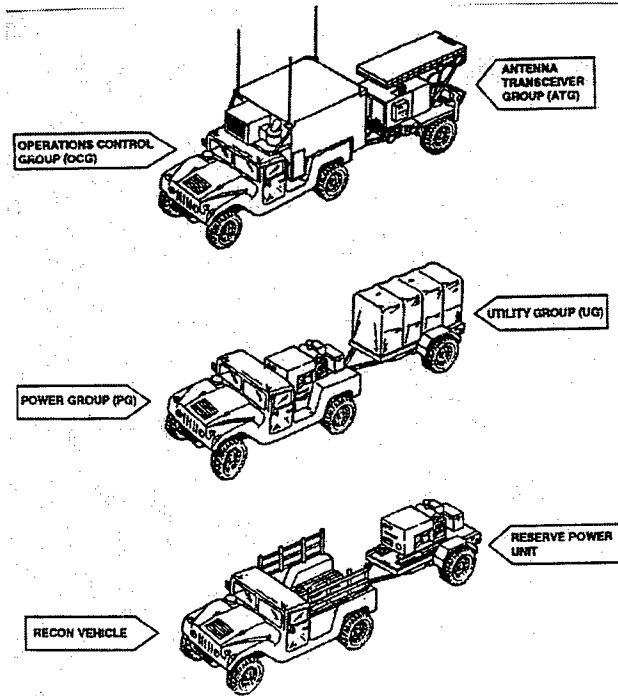 ANTENNA
TRANSCEIVER
GROUP (ATG)
OPERATIONS CONTROL
GROUP (OCG)
UTILITY GROUP (UG)
POWER GROUP (PG)
RESERVE POWER
UNIT
RECON VEHICLE